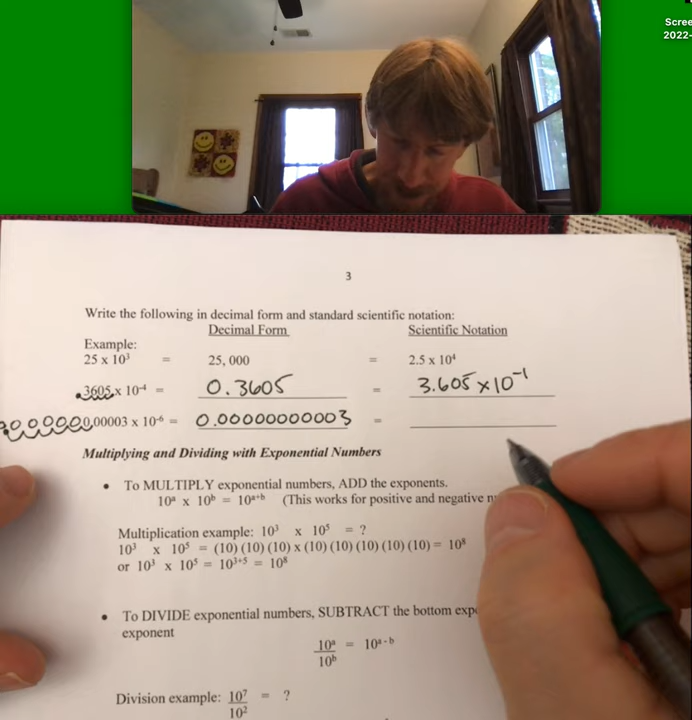 Scree
2022-
3
Write the following in decimal form and standard scientific notation:
Decimal Form Scientific Notation
Example:
25 x 10³ = 25, 000 = 2.5 x 10⁴
3605 x 10⁻⁴ = 0.3605 = 3.605 x 10⁻¹
0.00003 x 10⁻⁶ = 0.00000000003 =
Multiplying and Dividing with Exponential Numbers
• To MULTIPLY exponential numbers, ADD the exponents.
10ᵃ x 10ᵇ = 10ᵃ⁺ᵇ (This works for positive and negative n
Multiplication example: 10³ x 10⁵ = ?
10³ x 10⁵ = (10) (10) (10) x (10) (10) (10) (10) (10) = 10⁸
or 10³ x 10⁵ = 10³⁺⁵ = 10⁸
• To DIVIDE exponential numbers, SUBTRACT the bottom expo
exponent
10ᵃ = 10ᵃ⁻ᵇ
10ᵇ
Division example: 10⁷ = ?
10²